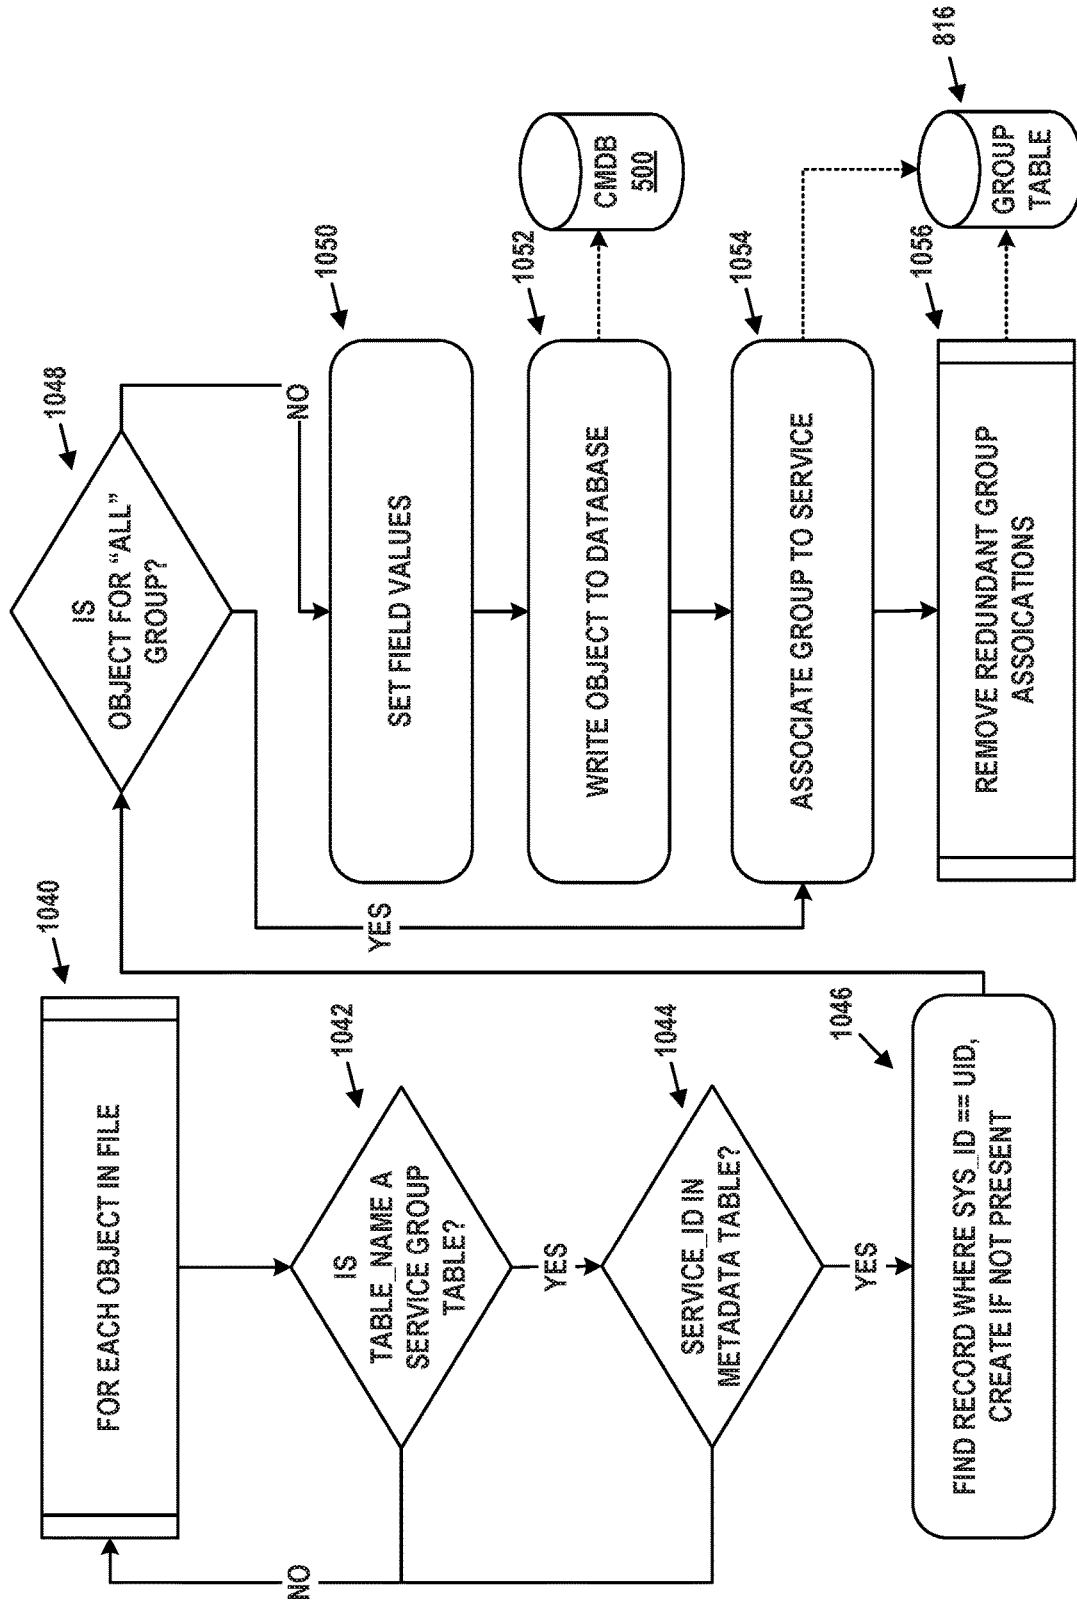 1040
FOR EACH OBJECT IN FILE
1042
IS
TABLE_NAME A
SERVICE GROUP
TABLE?
NO
YES
1044
SERVICE_ID IN
METADATA TABLE?
YES
1046
FIND RECORD WHERE SYS_ID == UID,
CREATE IF NOT PRESENT
1048
IS
OBJECT FOR “ALL”
GROUP?
NO
YES
1050
SET FIELD VALUES
1052
WRITE OBJECT TO DATABASE
CMDB
500
1054
ASSOCIATE GROUP TO SERVICE
816
GROUP
TABLE
1056
REMOVE REDUNDANT GROUP
ASSOICATIONS